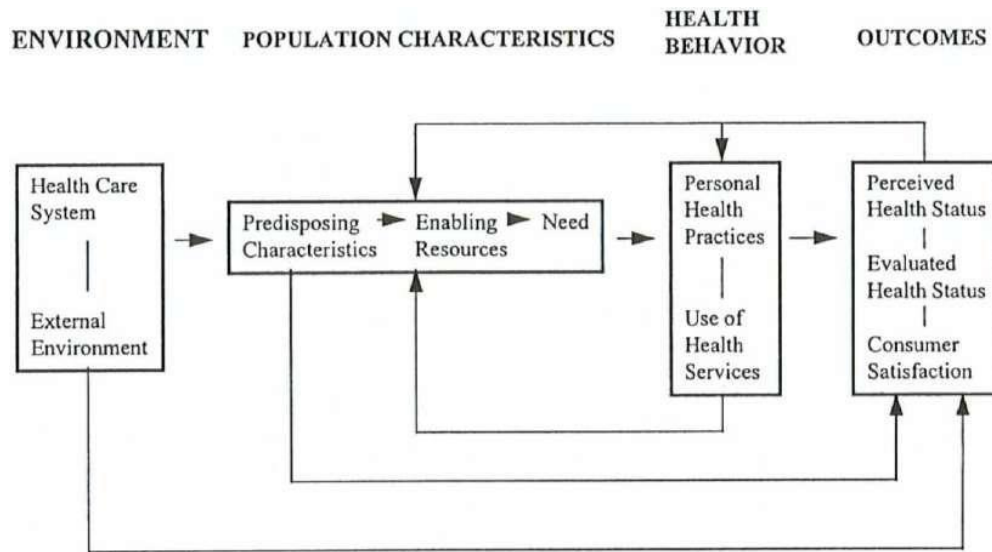 ENVIRONMENT
POPULATION CHARACTERISTICS
HEALTH
BEHAVIOR
OUTCOMES
Health Care
System
External
Environment
Predisposing
Characteristics
Enabling
Resources
Need
Personal
Health
Practices
Use of
Health
Services
Perceived
Health Status
Evaluated
Health Status
Consumer
Satisfaction